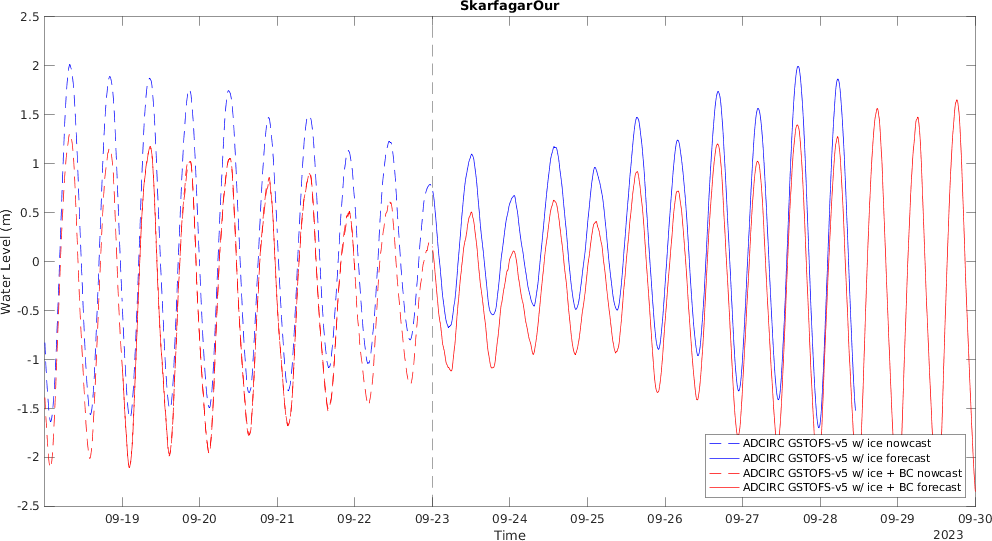 SkarfagarOur
2.5
2
1.5
1
0.5
0
-0.5
-1
-1.5
-2
-2.5
Water Level (m)
ADCIRC GSTOFS-v5 w/ ice nowcast
ADCIRC GSTOFS-v5 w/ ice forecast
ADCIRC GSTOFS-v5 w/ ice + BC nowcast
ADCIRC GSTOFS-v5 w/ ice + BC forecast
09-19 09-20 09-21 09-22 09-23 09-24 09-25 09-26 09-27 09-28 09-29 09-30
Time
2023